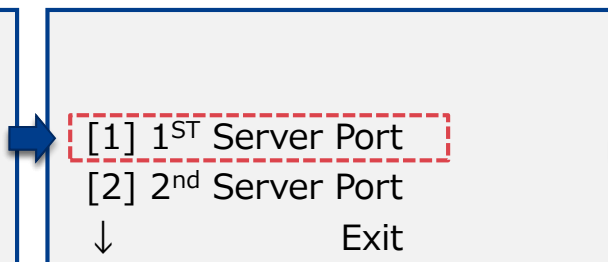 [1] 1ST Server Port
[2] 2nd Server Port
↓ Exit